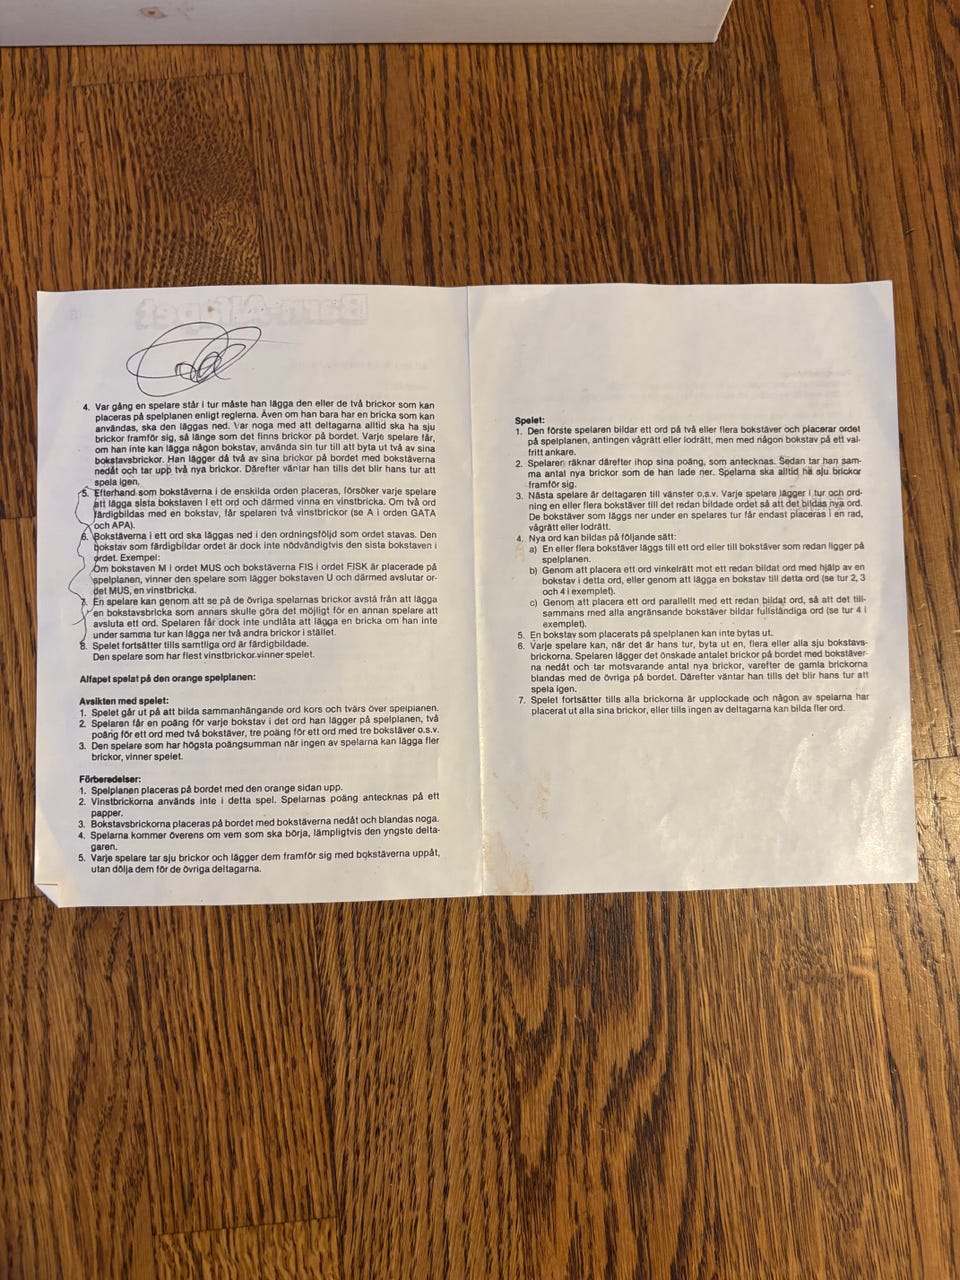 4. Var gång en spelare står i tur måste han lägga den eller de två brickor som kan
placeras på spelplanen enligt reglerna. Även om han bara har en bricka som kan
användas, ska den läggas ned. Var noga med att deltagarna alltid ska ha sju
brickor framför sig, så länge som det finns brickor på bordet. Varje spelare får,
om han inte kan lägga någon bokstav, använda sin tur till att byta ut två av sina
bokstavsbrickor. Han lägger då två av sina brickor på bordet med bokstäverna
nedåt och tar upp två nya brickor. Därefter väntar han tills det blir hans tur att
spela igen.
5. Efterhand som bokstäverna i de enskilda orden placeras, försöker varje spelare
att lägga sista bokstaven i ett ord och därmed vinna en vinstbricka. Om två ord
färdigbildas med en bokstav, får spelaren två vinstbrickor (se A i orden GATA
och APA).
6. Bokstäverna i ett ord ska läggas ned i den ordningsföljd som ordet stavas. Den
bokstav som färdigbildar ordet är dock inte nödvändigtvis den sista bokstaven i
ordet. Exempel:
Om bokstaven M i ordet MUS och bokstäverna FIS i ordet FISK är placerade på
spelplanen, vinner den spelare som lägger bokstaven U och därmed avslutar or-
det MUS, en vinstbricka.
7. En spelare kan genom att se på de övriga spelarnas brickor avstå från att lägga
en bokstavsbricka som annars skulle göra det möjligt för en annan spelare att
avsluta ett ord. Spelaren får dock inte undlåta att lägga en bricka om han inte
under samma tur kan lägga ner två andra brickor i stället.
8. Spelet fortsätter tills samtliga ord är färdigbildade.
Den spelare som har flest vinstbrickor vinner spelet.
Alfapet spelat på den orange spelplanen:
Avsikten med spelet:
1. Spelet går ut på att bilda sammanhängande ord kors och tvärs över spelplanen.
2. Spelaren får en poäng för varje bokstav i det ord han lägger på spelplanen, två
poäng för ett ord med två bokstäver, tre poäng för ett ord med tre bokstäver o.s.v.
3. Den spelare som har högsta poängsumman när ingen av spelarna kan lägga fler
brickor, vinner spelet.
Förberedelser:
1. Spelplanen placeras på bordet med den orange sidan upp.
2. Vinstbrickorna används inte i detta spel. Spelarnas poäng antecknas på ett
papper.
3. Bokstavsbrickorna placeras på bordet med bokstäverna nedåt och blandas noga.
4. Spelarna kommer överens om vem som ska börja, lämpligtvis den yngste delta-
garen.
5. Varje spelare tar sju brickor och lägger dem framför sig med bokstäverna uppåt,
utan dölja dem för de övriga deltagarna.
Spelet:
1. Den förste spelaren bildar ett ord på två eller flera bokstäver och placerar ordet
på spelplanen, antingen vågrätt eller lodrätt, men med någon bokstav på ett val-
fritt ankare.
2. Spelaren räknar därefter ihop sina poäng, som antecknas. Sedan tar han sam-
ma antal nya brickor som de han lade ner. Spelarna ska alltid ha sju brickor
framför sig.
3. Nästa spelare är deltagaren till vänster o.s.v. Varje spelare lägger i tur och ord-
ning en eller flera bokstäver till det redan bildade ordet så att det bildas nya ord.
De bokstäver som läggs ner under en spelares tur får endast placeras i en rad,
vågrätt eller lodrätt.
4. Nya ord kan bildas på följande sätt:
a) En eller flera bokstäver läggs till ett ord eller till bokstäver som redan ligger på
spelplanen.
b) Genom att placera ett ord vinkelrätt mot ett redan bildat ord med hjälp av en
bokstav i detta ord, eller genom att lägga en bokstav till detta ord (se tur 2, 3
och 4 i exemplet).
c) Genom att placera ett ord parallellt med ett redan bildat ord, så att det till-
sammans med alla angränsande bokstäver bildar fullständiga ord (se tur 4 i
exemplet).
5. En bokstav som placerats på spelplanen kan inte bytas ut.
6. Varje spelare kan, när det är hans tur, byta ut en, flera eller alla sju bokstavs-
brickorna. Spelaren lägger det önskade antalet brickor på bordet med bokstäver-
na nedåt och tar motsvarande antal nya brickor, varefter de gamla brickorna
blandas med de övriga på bordet. Därefter väntar han tills det blir hans tur att
spela igen.
7. Spelet fortsätter tills alla brickorna är upplockade och någon av spelarna har
placerat ut alla sina brickor, eller tills ingen av deltagarna kan bilda fler ord.